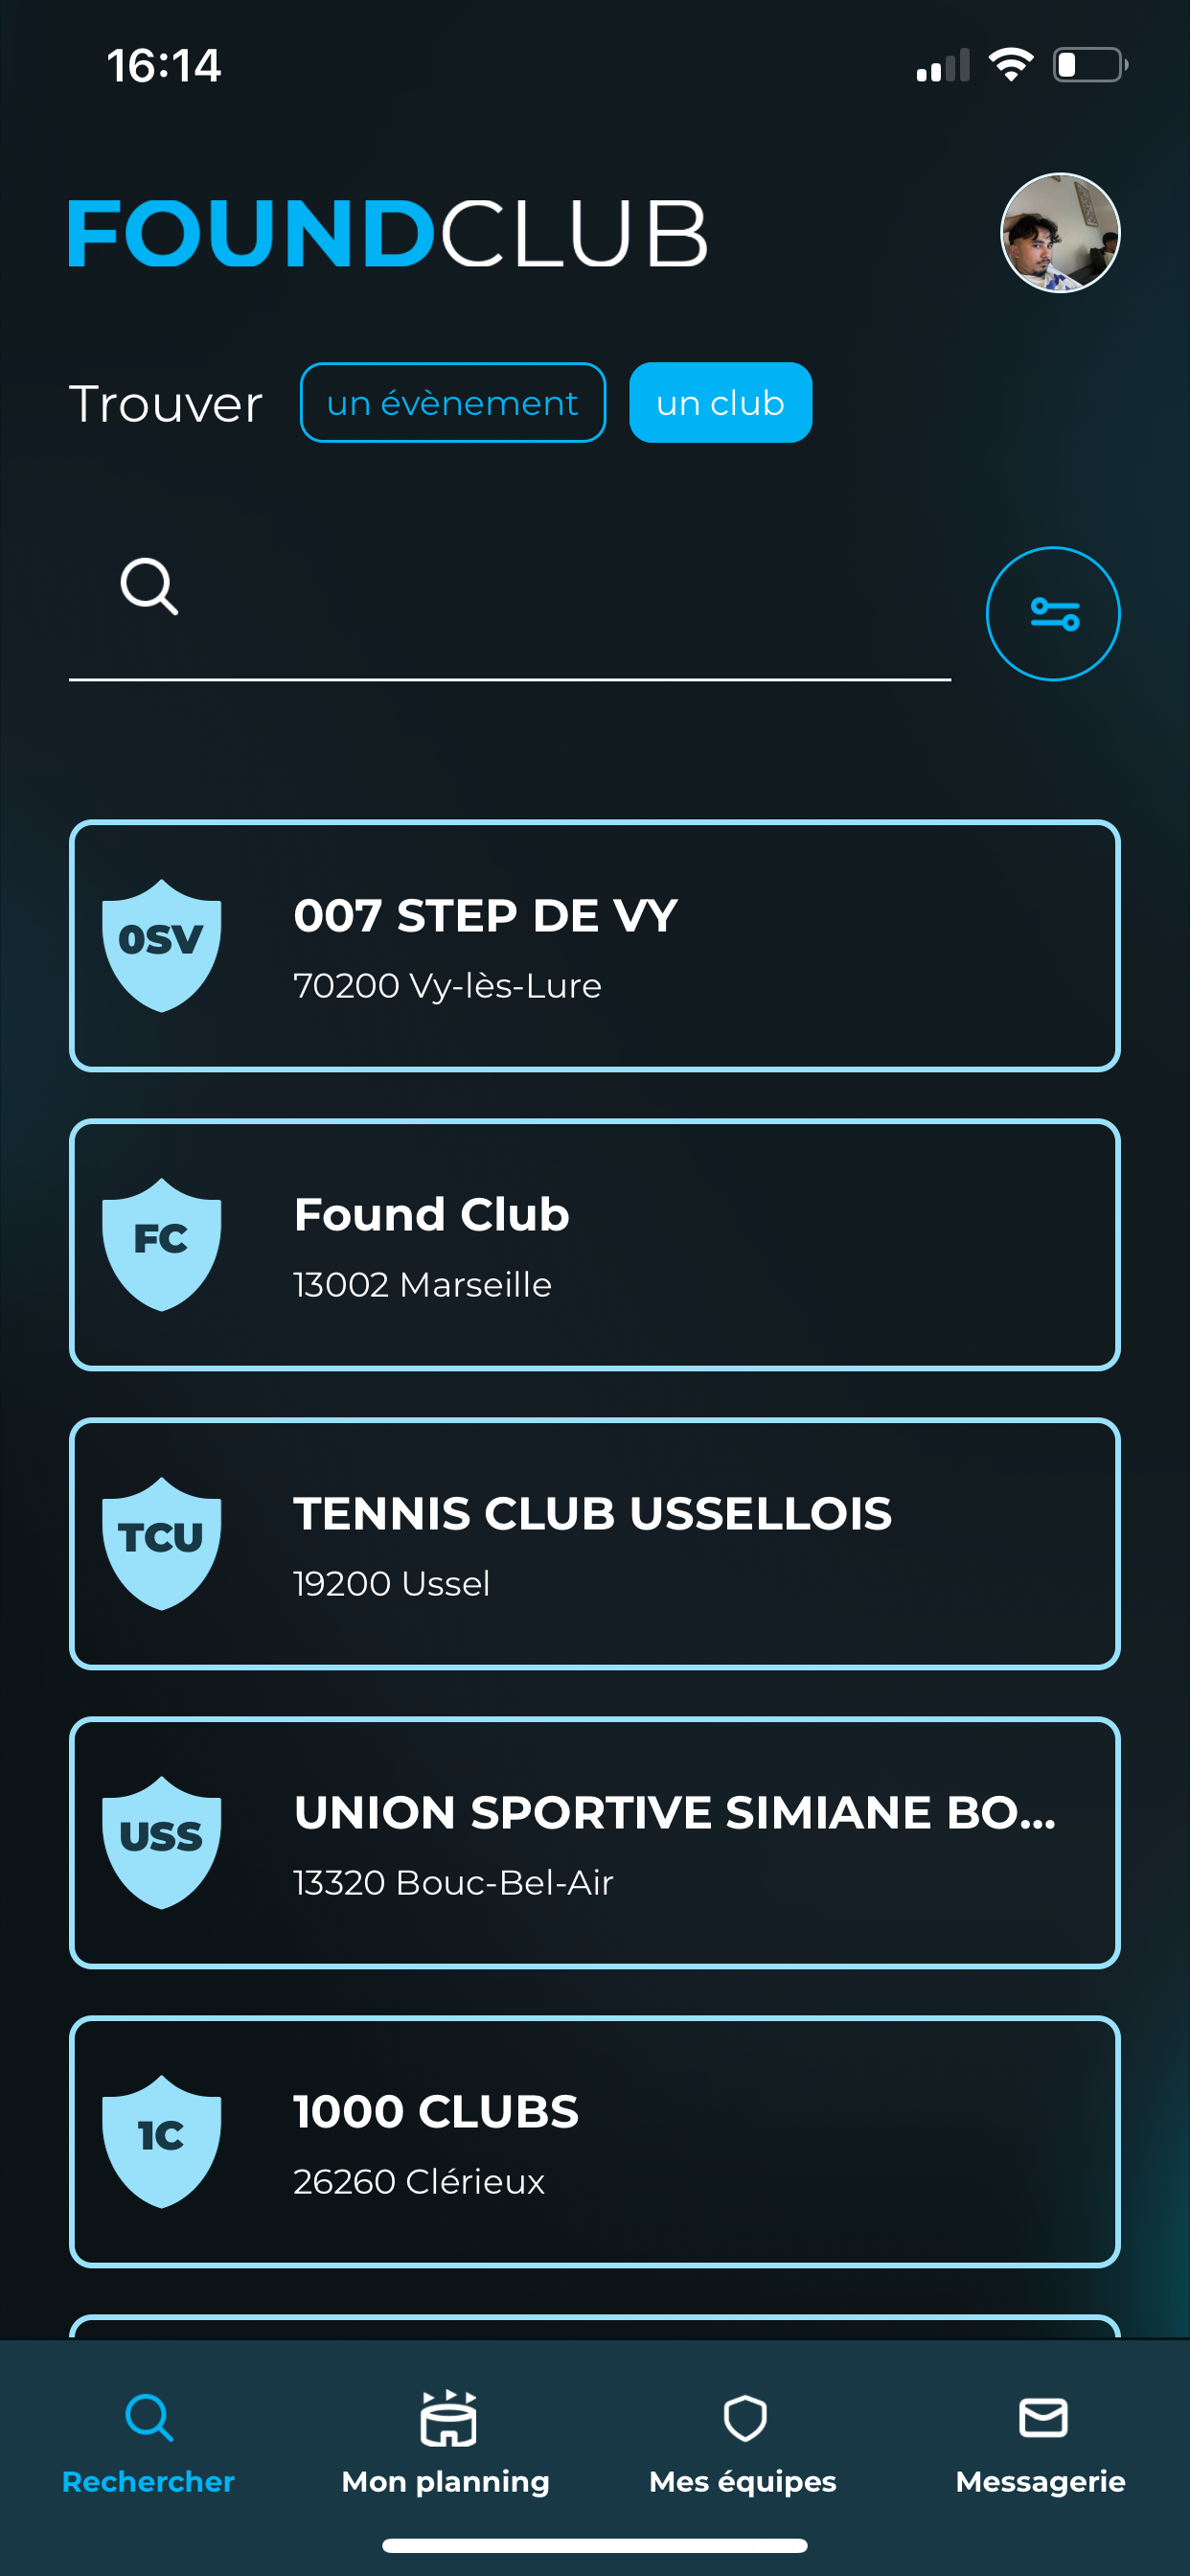 16:14
FOUNDCLUB
Trouver un évènement un club
0SV
007 STEP DE VY
70200 Vy-lès-Lure
FC
Found Club
13002 Marseille
TCU
TENNIS CLUB USSELLOIS
19200 Ussel
USS
UNION SPORTIVE SIMIANE BO...
13320 Bouc-Bel-Air
1C
1000 CLUBS
26260 Clérieux
Rechercher Mon planning Mes équipes Messagerie